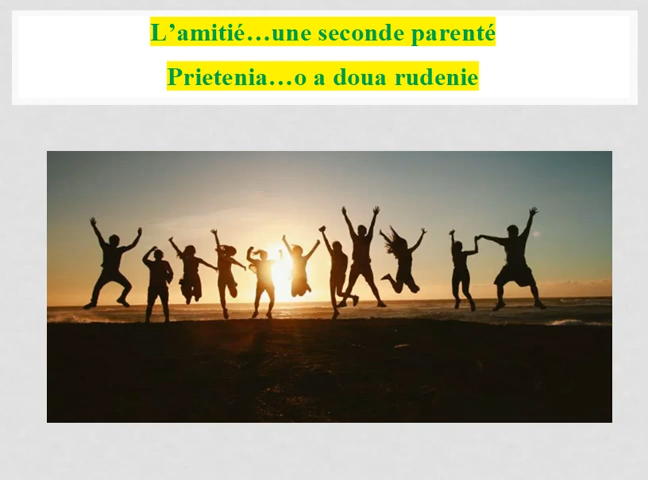 L’amitié…une seconde parenté
Prietenia…o a doua rudenie